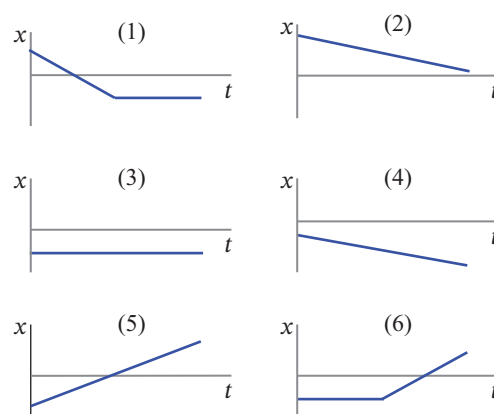 x (1) t
x (2) t
x (3) t
x (4) t
x (5) t
x (6) t